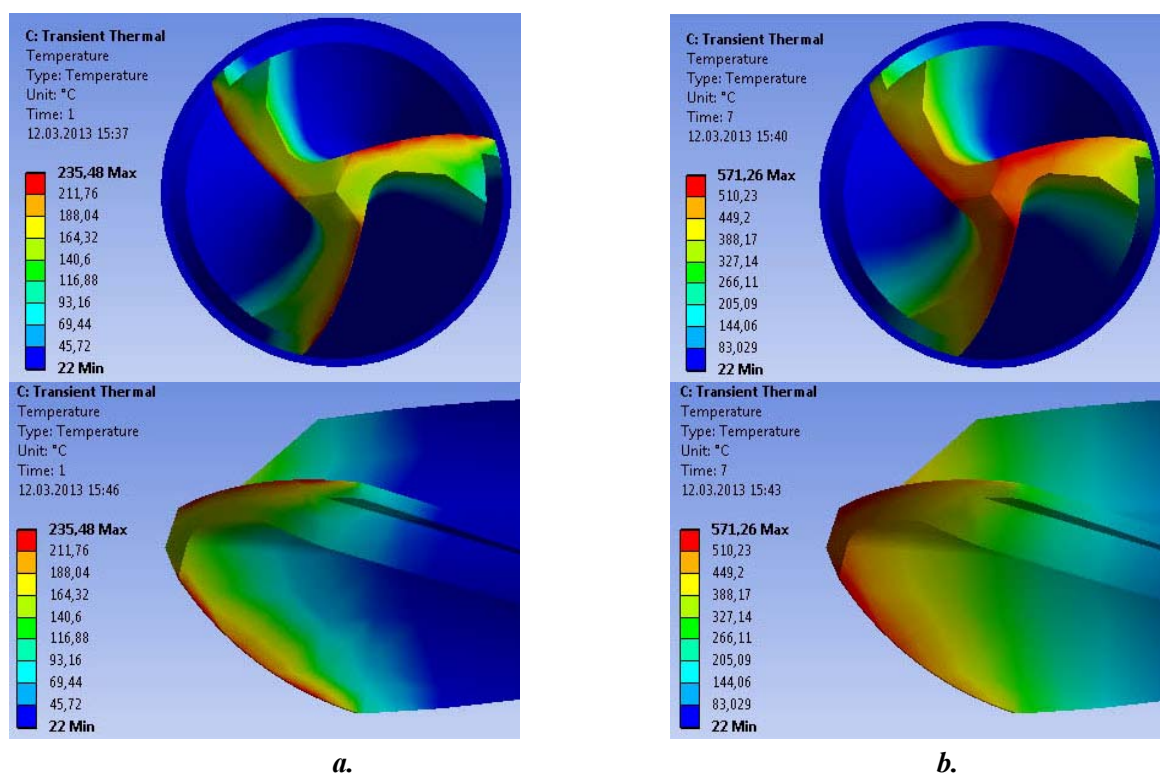 C: Transient Thermal
Temperature
Type: Temperature
Unit: °C
Time: 1
12.03.2013 15:37
235,48 Max
211,76
188,04
164,32
140,6
116,88
93,16
69,44
45,72
22 Min
C: Transient Thermal
Temperature
Type: Temperature
Unit: °C
Time: 7
12.03.2013 15:40
571,26 Max
510,23
449,2
388,17
327,14
266,11
205,09
144,06
83,029
22 Min
C: Transient Thermal
Temperature
Type: Temperature
Unit: °C
Time: 1
12.03.2013 15:46
235,48 Max
211,76
188,04
164,32
140,6
116,88
93,16
69,44
45,72
22 Min
C: Transient Thermal
Temperature
Type: Temperature
Unit: °C
Time: 7
12.03.2013 15:43
571,26 Max
510,23
449,2
388,17
327,14
266,11
205,09
144,06
83,029
22 Min
a.
b.